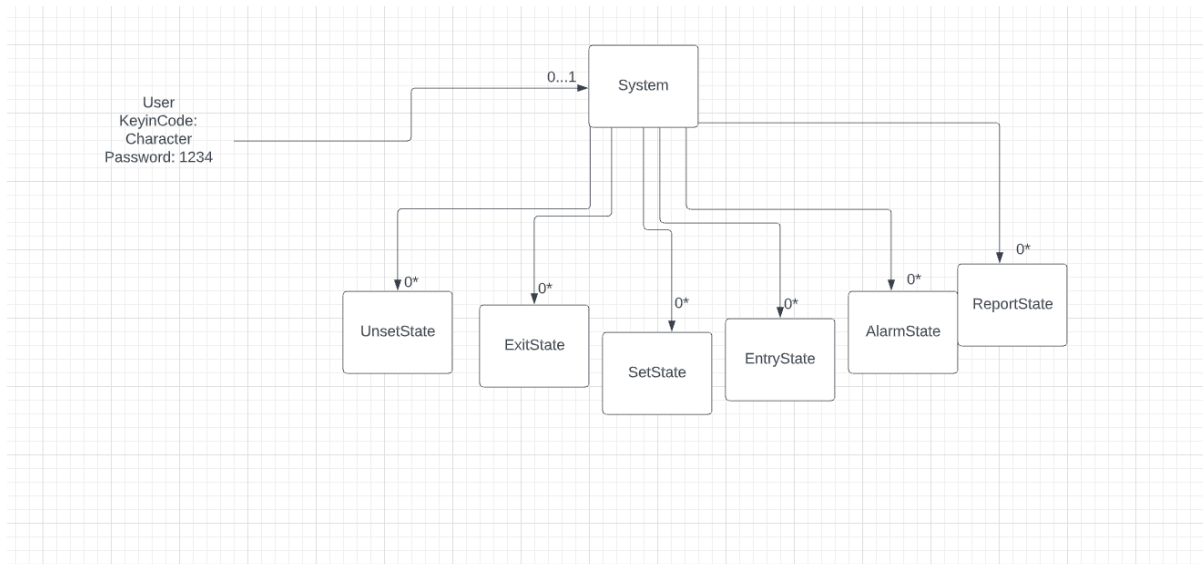 System
0...1
User
KeyinCode:
Character
Password: 1234
0*
0*
0*
0*
0*
0*
UnsetState
ExitState
SetState
EntryState
AlarmState
ReportState